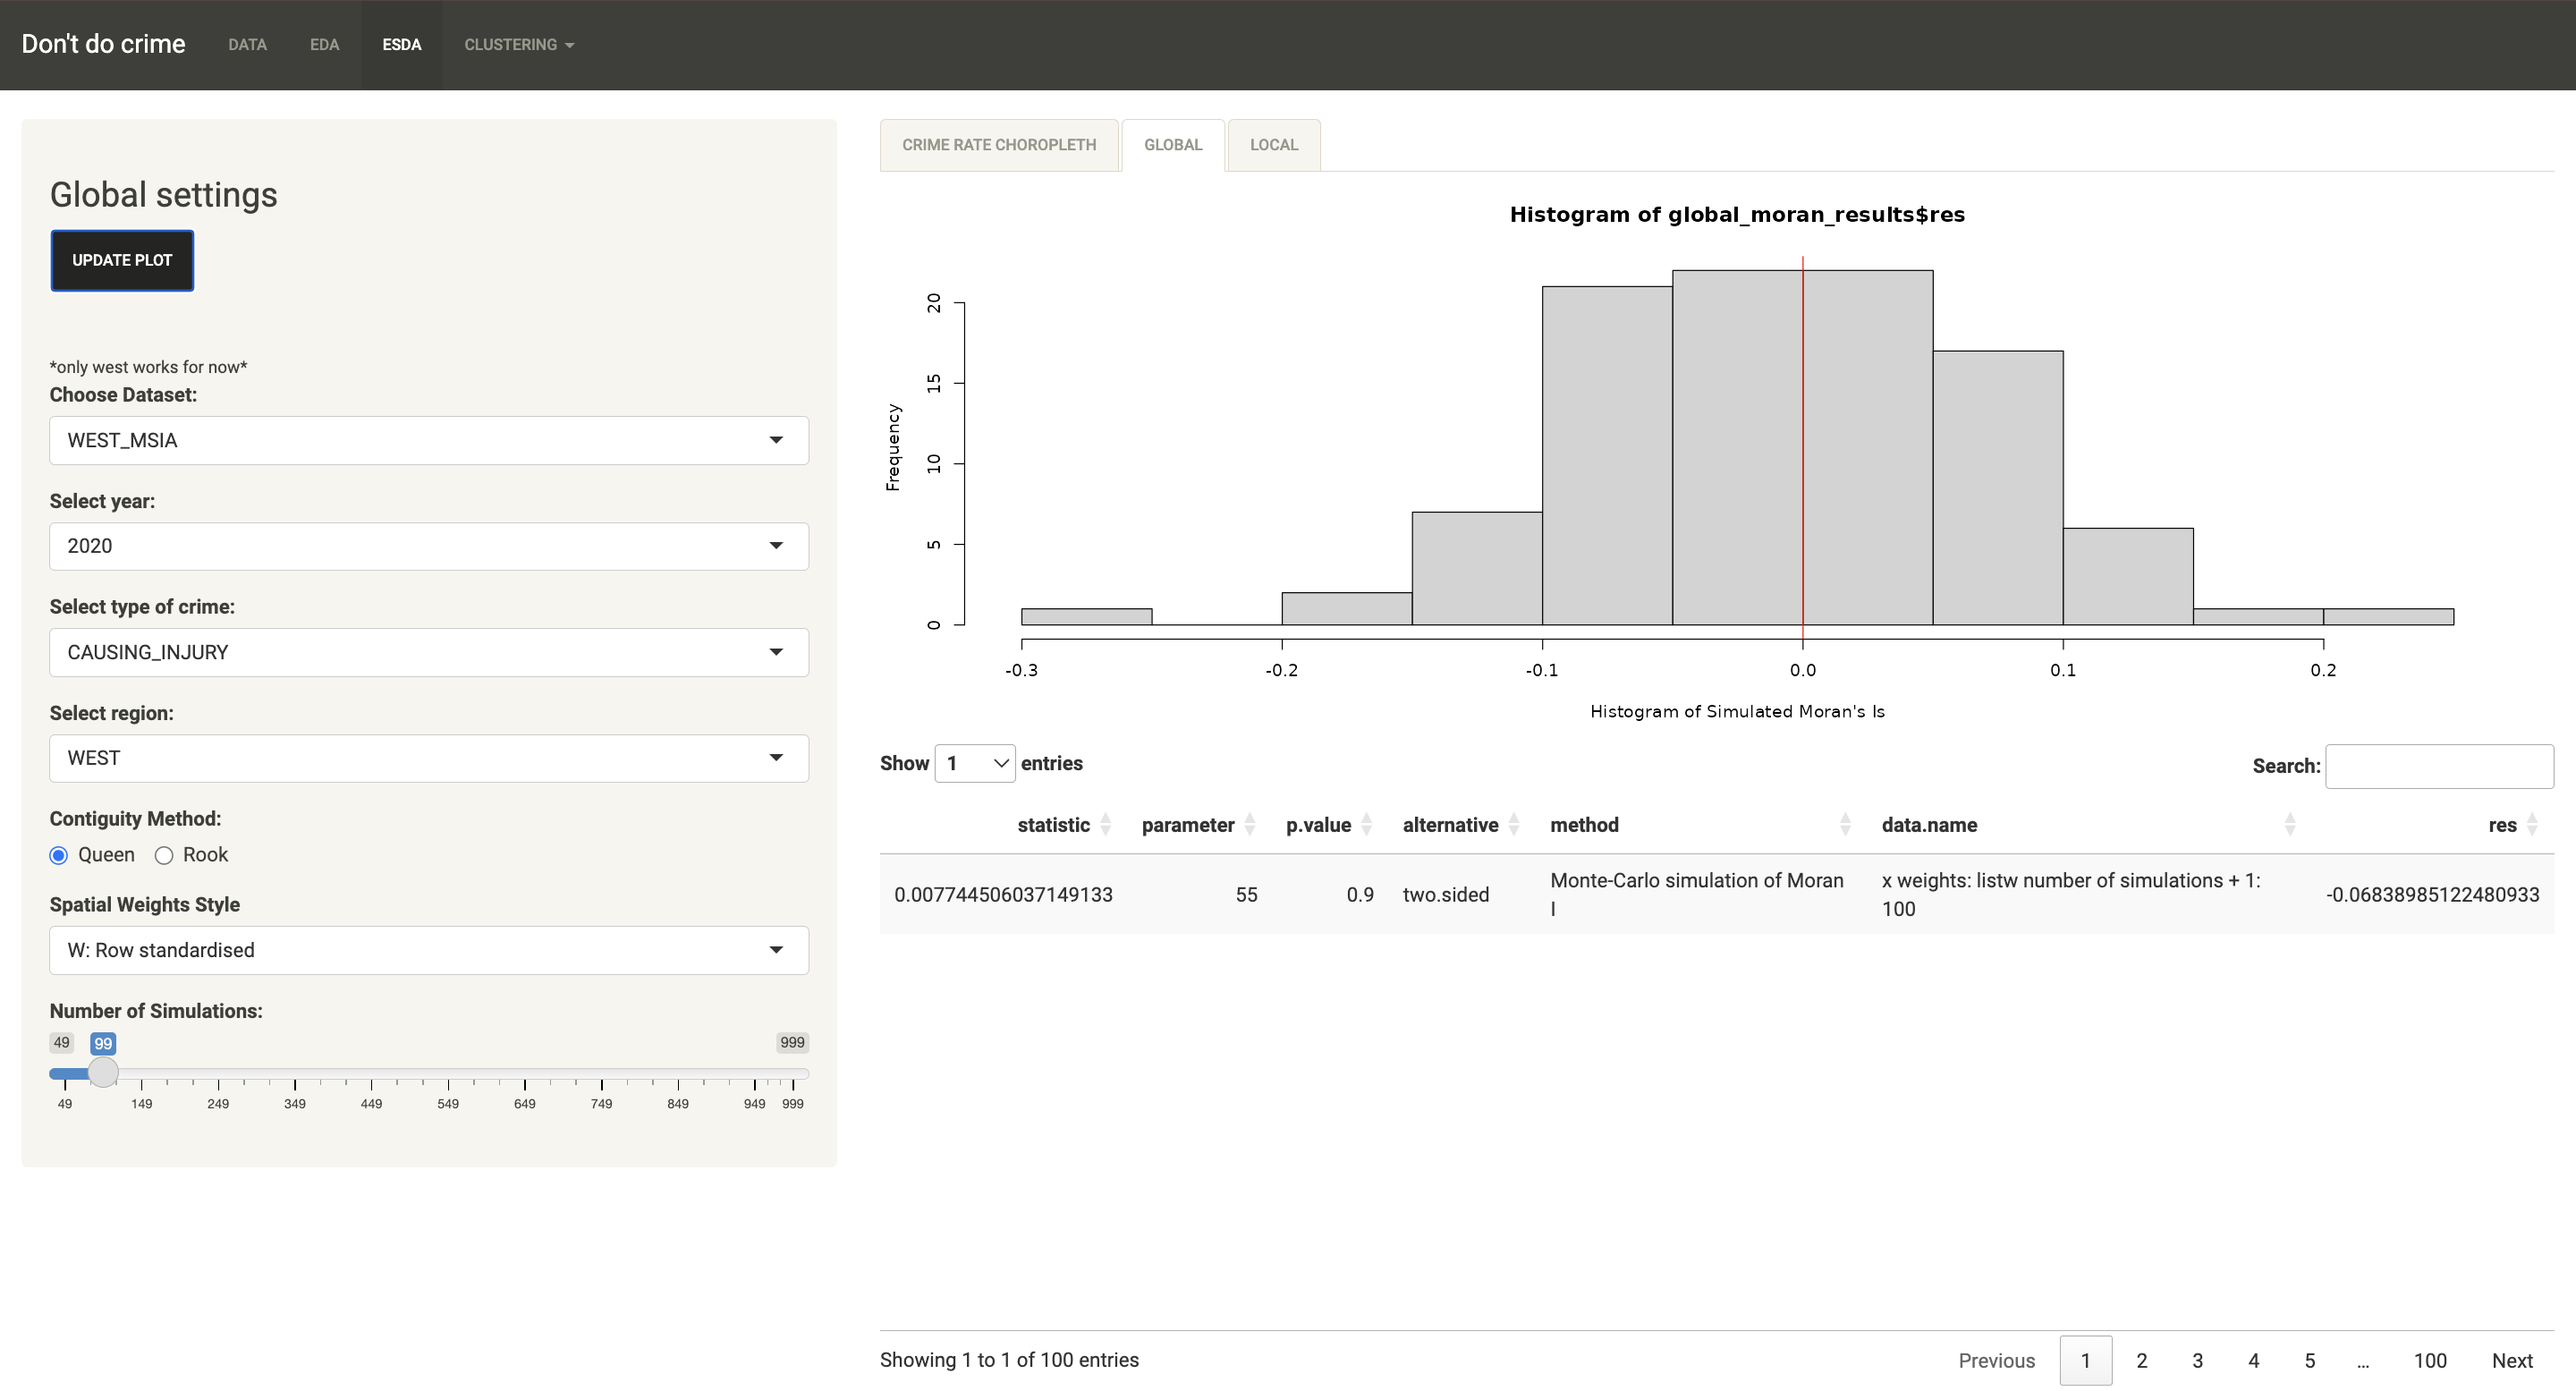 Don't do crime DATA EDA ESDA CLUSTERING
Global settings
UPDATE PLOT
*only west works for now*
Choose Dataset:
WEST_MSIA
Select year:
2020
Select type of crime:
CAUSING_INJURY
Select region:
WEST
Contiguity Method:
Queen Rook
Spatial Weights Style
W: Row standardised
Number of Simulations:
49 99 999
49 149 249 349 449 549 649 749 849 949 999
CRIME RATE CHOROPLETH GLOBAL LOCAL
Histogram of global_moran_results$res
Frequency
20
15
10
5
0
-0.3 -0.2 -0.1 0.0 0.1 0.2
Histogram of Simulated Moran's Is
Show 1 entries Search:
statistic parameter p.value alternative method data.name res
0.007744506037149133 55 0.9 two.sided Monte-Carlo simulation of Moran x weights: listw number of simulations + 1: -0.06838985122480933
I 100
Showing 1 to 1 of 100 entries Previous 1 2 3 4 5 ... 100 Next